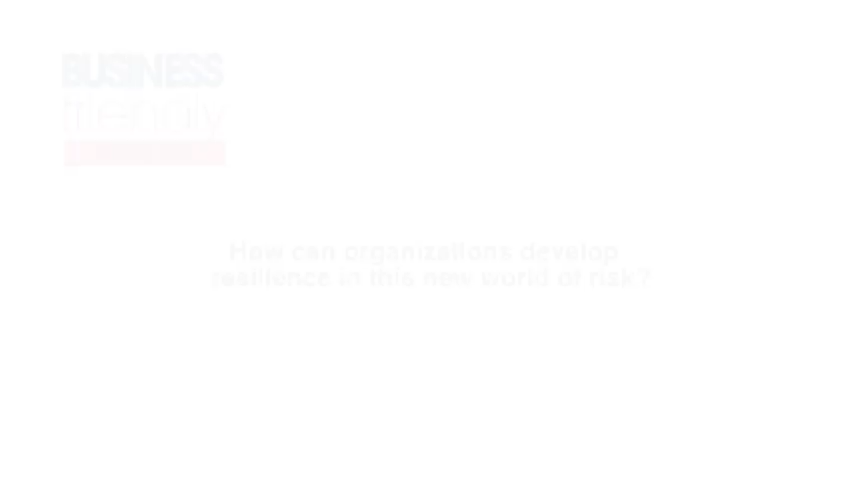 BUSINESS
friendly
How can organizations develop
resilience in this new world of risk?